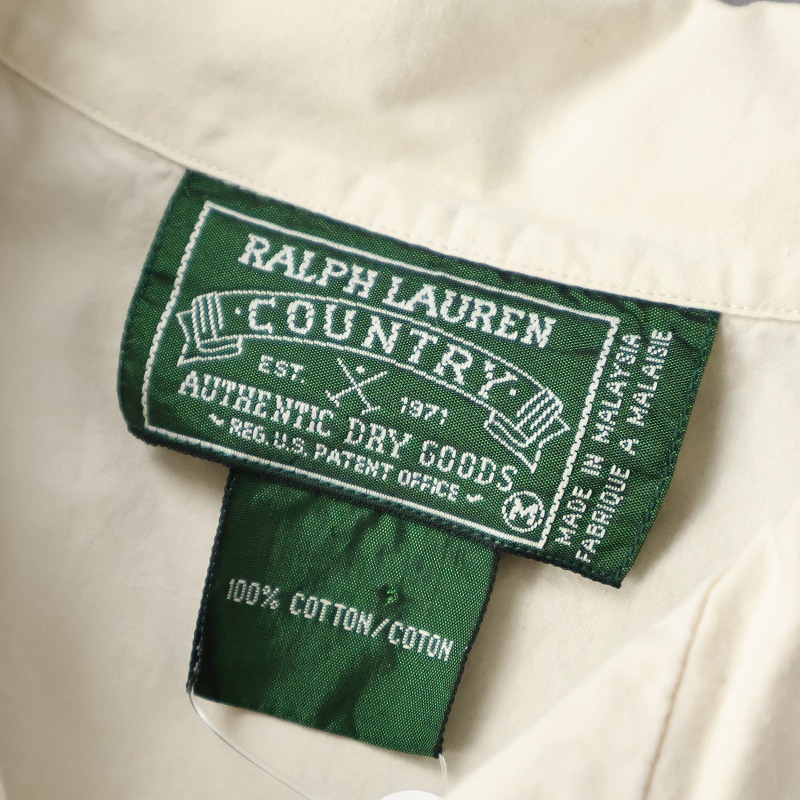 RALPH LAUREN
·COUNTRY·
EST. 1971
AUTHENTIC DRY GOODS
REG. U.S. PATENT OFFICE
M
MADE IN MALAYSIA
FABRIQUE A MALAISIE
100% COTTON/COTON